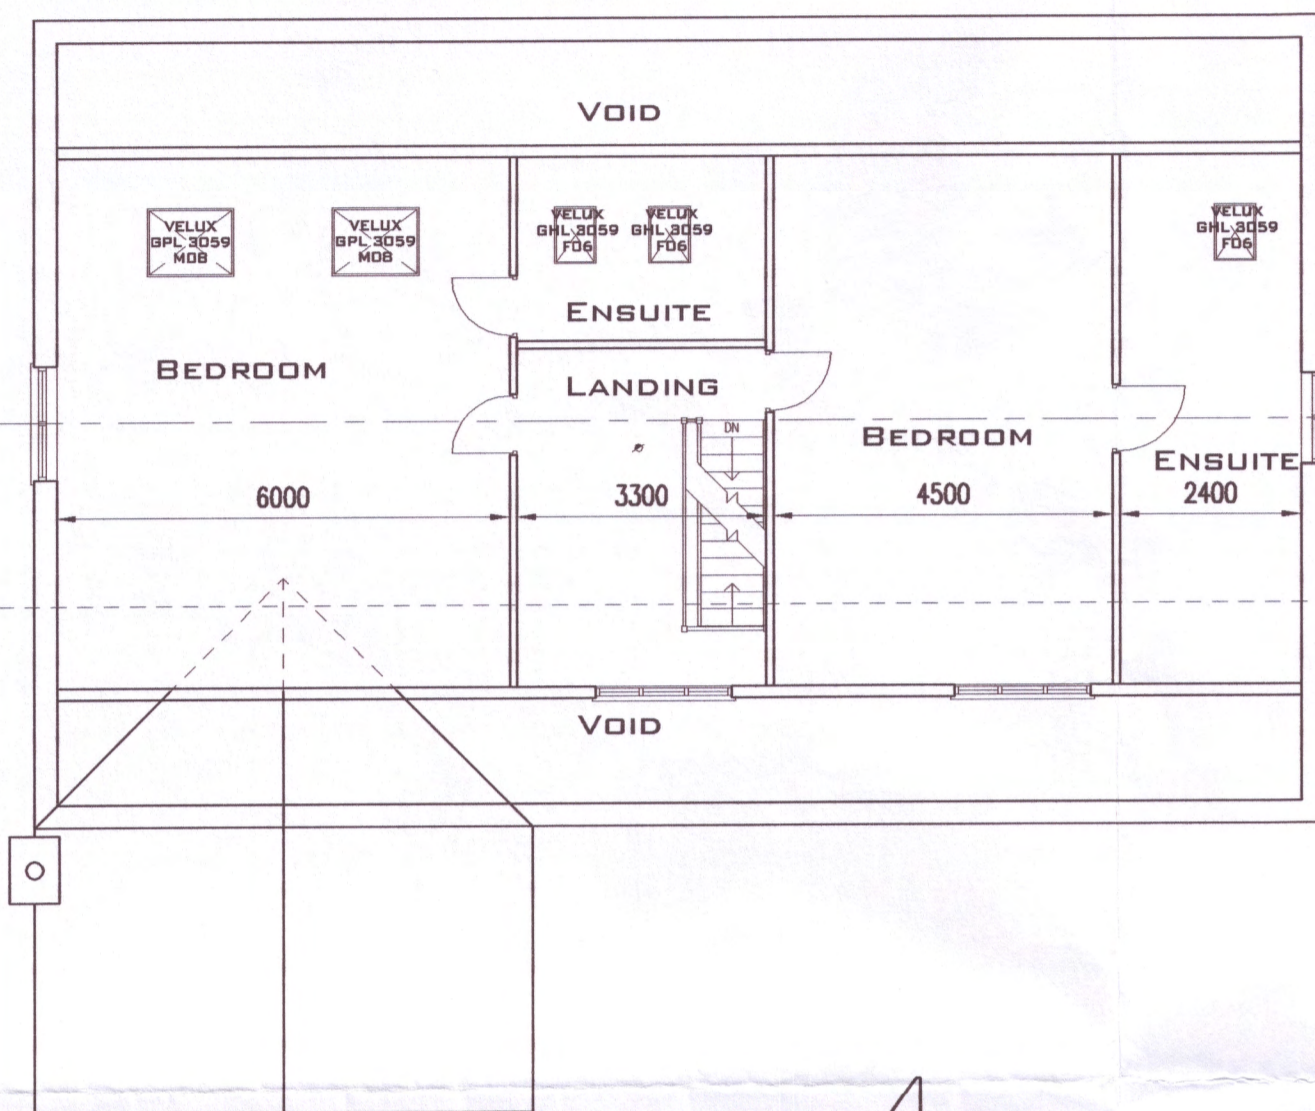 VOID
VELUX
GPL 3059
M08
VELUX
GPL 3059
M08
VELUX
GHL 3059
F06
VELUX
GHL 3059
F06
VELUX
GHL 3059
F06
ENSUITE
BEDROOM
LANDING
DN
BEDROOM
ENSUITE
6000
3300
4500
2400
VOID